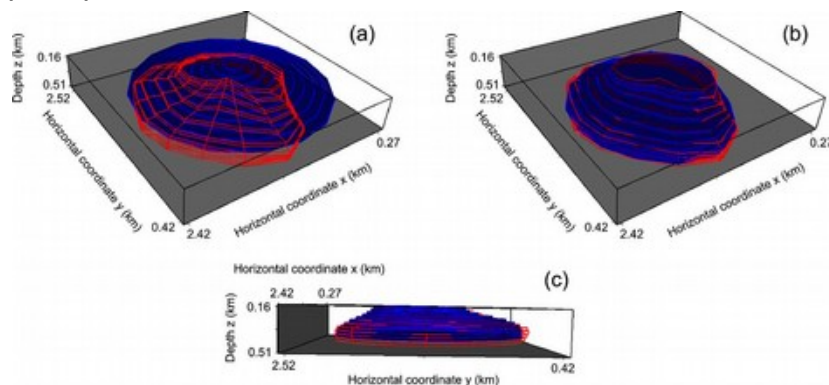 (a)
Depth z (km)
0.16
0.51
2.52
Horizontal coordinate y (km)
0.42
2.42
Horizontal coordinate x (km)
0.27
(b)
Depth z (km)
0.16
0.51
2.52
Horizontal coordinate y (km)
0.42
2.42
Horizontal coordinate x (km)
0.27
(c)
Horizontal coordinate x (km)
2.42
0.27
Depth z (km)
0.16
0.51
2.52
0.42
Horizontal coordinate y (km)